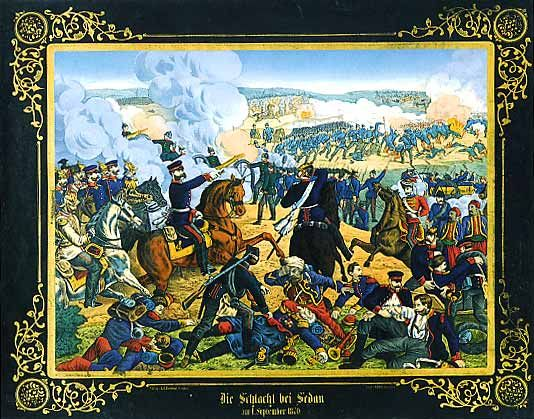 Die Schlacht bei Sedan
am 1. September 1870